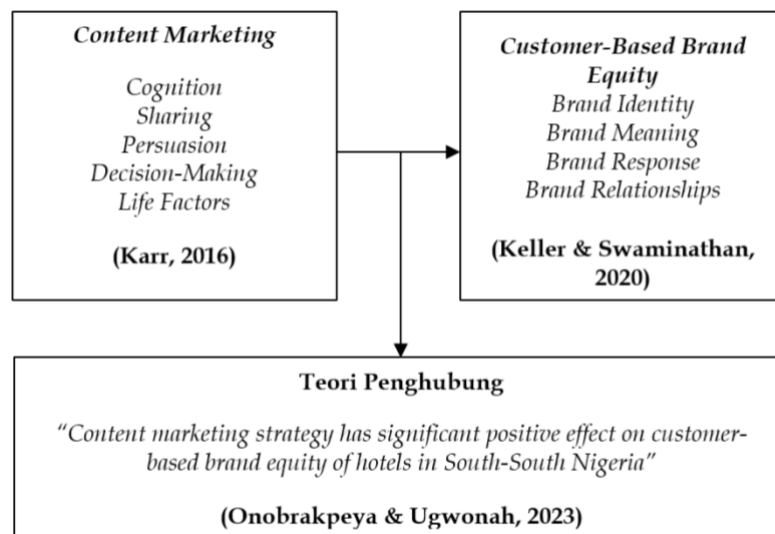 Content Marketing
Cognition
Sharing
Persuasion
Decision-Making
Life Factors
(Karr, 2016)
Customer-Based Brand
Equity
Brand Identity
Brand Meaning
Brand Response
Brand Relationships
(Keller & Swaminathan,
2020)
Teori Penghubung
“Content marketing strategy has significant positive effect on customer-
based brand equity of hotels in South-South Nigeria”
(Onobrakpeya & Ugwonah, 2023)